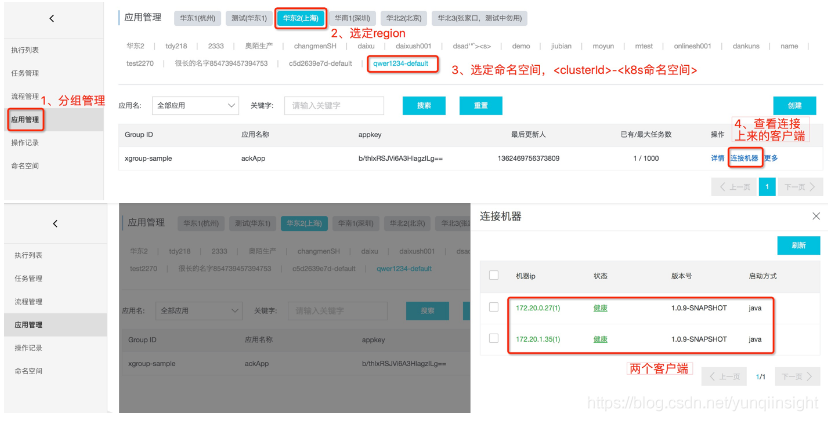 应用管理 华东1(杭州) 测试(华东1) 华东2(上海) 华南1(深圳) 华北2(北京) 华北3(张家口，测试中勿用)
2、选定region
华东2 | tdy218 | 2333 | 奥陌生产 | changmenSH | daixu | daixush001 | dsad'"><s> | demo | jiubian | moyun | mtest | onlinesh001 | dankuns | name |
test2270 | 很长的名字854739457394753 | c5d2639e7d-default | qwer1234-default
3、选定命名空间，<clusterId>-<k8s命名空间>
执行列表
任务管理
流程管理
1、分组管理
应用管理
操作记录
命名空间
应用名: 全部应用 关键字: 请输入关键字 搜索 重置 创建
4、查看连接
上来的客户端
Group ID 应用名称 appkey 最后更新人 已有/最大任务数 操作
xgroup-sample ackApp b/thlxRSJVi6A3HlagzILg== 1362469756373809 1 / 1000 详情 连接机器 更多
上一页 1 下一页
执行列表
任务管理
流程管理
应用管理
操作记录
命名空间
应用管理 华东1(杭州) 测试(华东1) 华东2(上海) 华南1(深圳) 华北2(北京) 华北3(张
华东2 | tdy218 | 2333 | 奥陌生产 | changmenSH | daixu | daixush001 | dsad
test2270 | 很长的名字854739457394753 | c5d2639e7d-default | qwer1234-default
应用名: 全部应用 关键字: 请输入关键字 搜索
Group ID 应用名称 appkey
xgroup-sample ackApp b/thlxRSJVi6A3HlagzILg==
连接机器
刷新
机器ip 状态 版本号 启动方式
172.20.0.27(1) 健康 1.0.9-SNAPSHOT java
172.20.1.35(1) 健康 1.0.9-SNAPSHOT java
两个客户端
上一页 1/1 下一页
https://blog.csdn.net/yunqiinsight